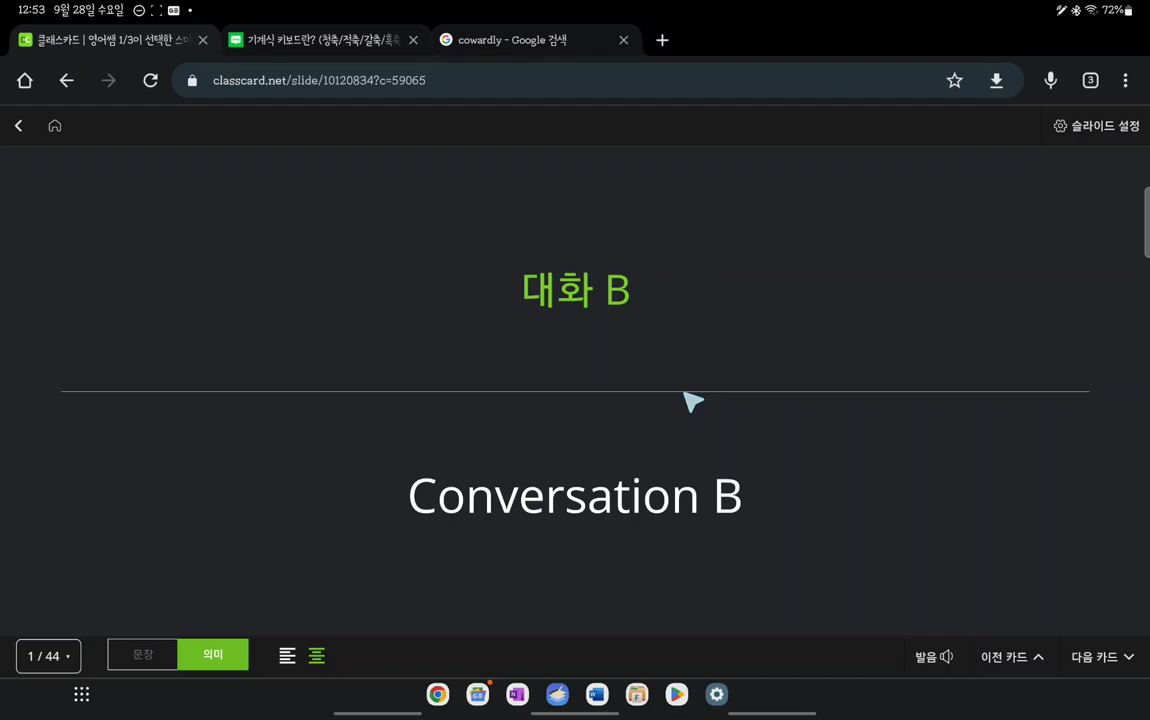 12:53 9월 28일 수요일
72%
클래스카드 | 영어쌤 1/3이 선택한 스마
기계식 키보드란? (청축/적축/갈축/흑축
cowardly - Google 검색
classcard.net/slide/10120834?c=59065
3
슬라이드 설정
대화 B
Conversation B
1 / 44
문장
의미
발음
이전 카드
다음 카드